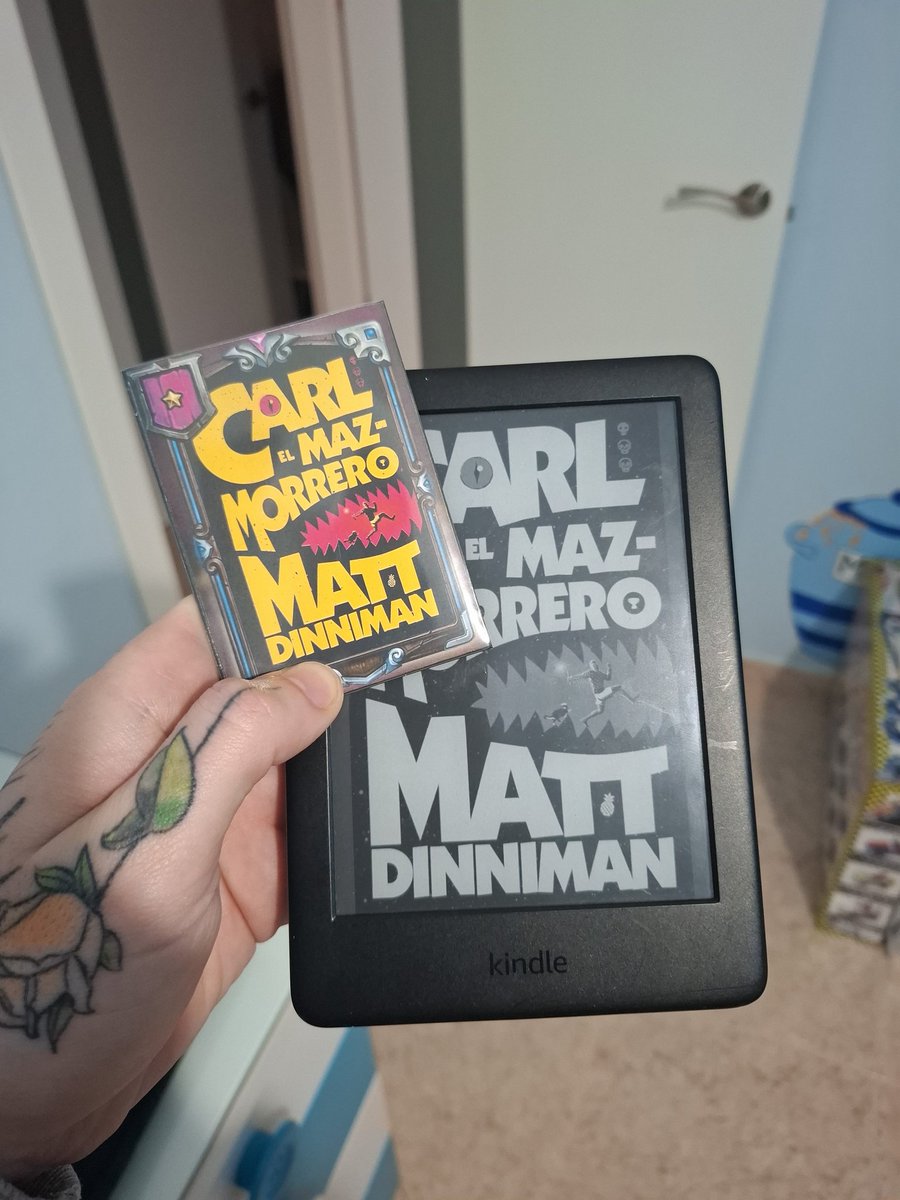 CARL
EL MAZ-
MORRERO
MATT
DINNIMAN
CARL
EL MAZ-
MORRERO
MATT
DINNIMAN
kindle